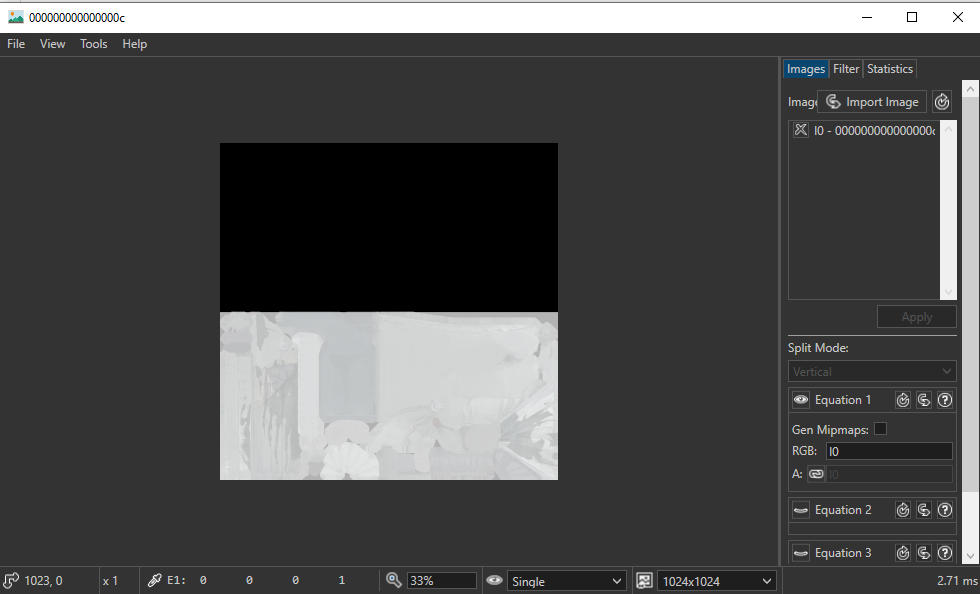 000000000000000c
File View Tools Help
Images Filter Statistics
Imag Import Image
I0 - 000000000000000c
Apply
Split Mode:
Vertical
Equation 1
Gen Mipmaps:
RGB: I0
A: I0
Equation 2
Equation 3
1023, 0 x 1 E1: 0 0 0 1 33% Single 1024x1024 2.71 ms